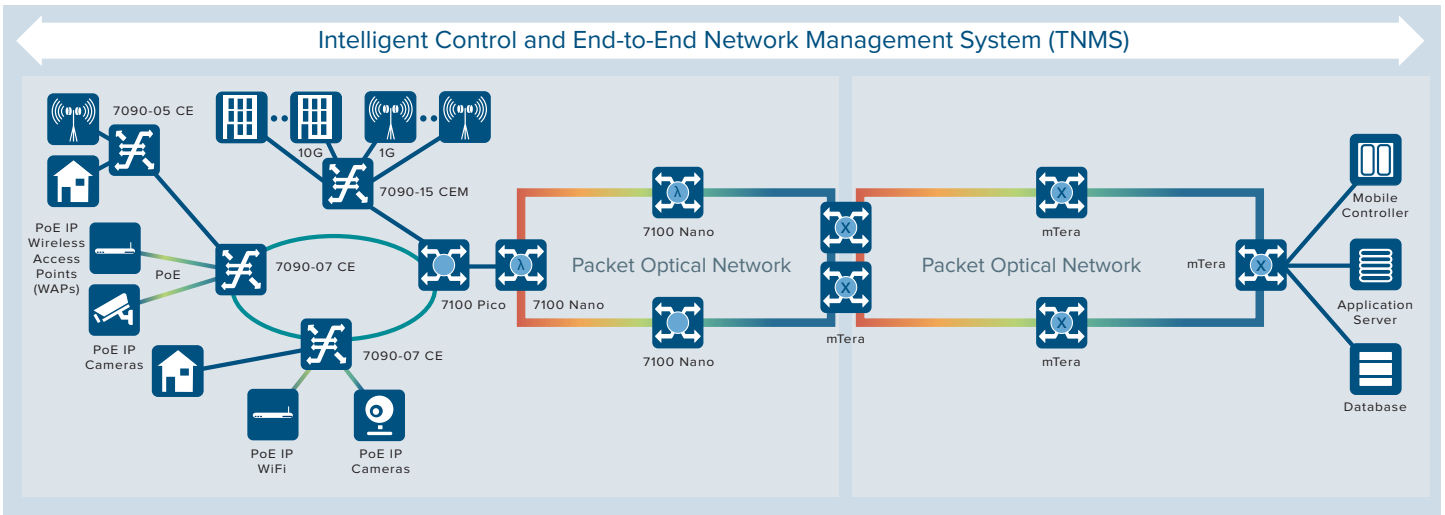 Intelligent Control and End-to-End Network Management System (TNMS)
7090-05 CE
10G
1G
7090-15 CEM
PoE IP
Wireless
Access
Points
(WAPs)
PoE
7090-07 CE
PoE IP
Cameras
7090-07 CE
PoE IP
WiFi
PoE IP
Cameras
7100 Pico
λ
7100 Nano
λ
7100 Nano
Packet Optical Network
7100 Nano
X
X
mTera
X
mTera
Packet Optical Network
X
mTera
mTera
X
Mobile
Controller
Application
Server
Database